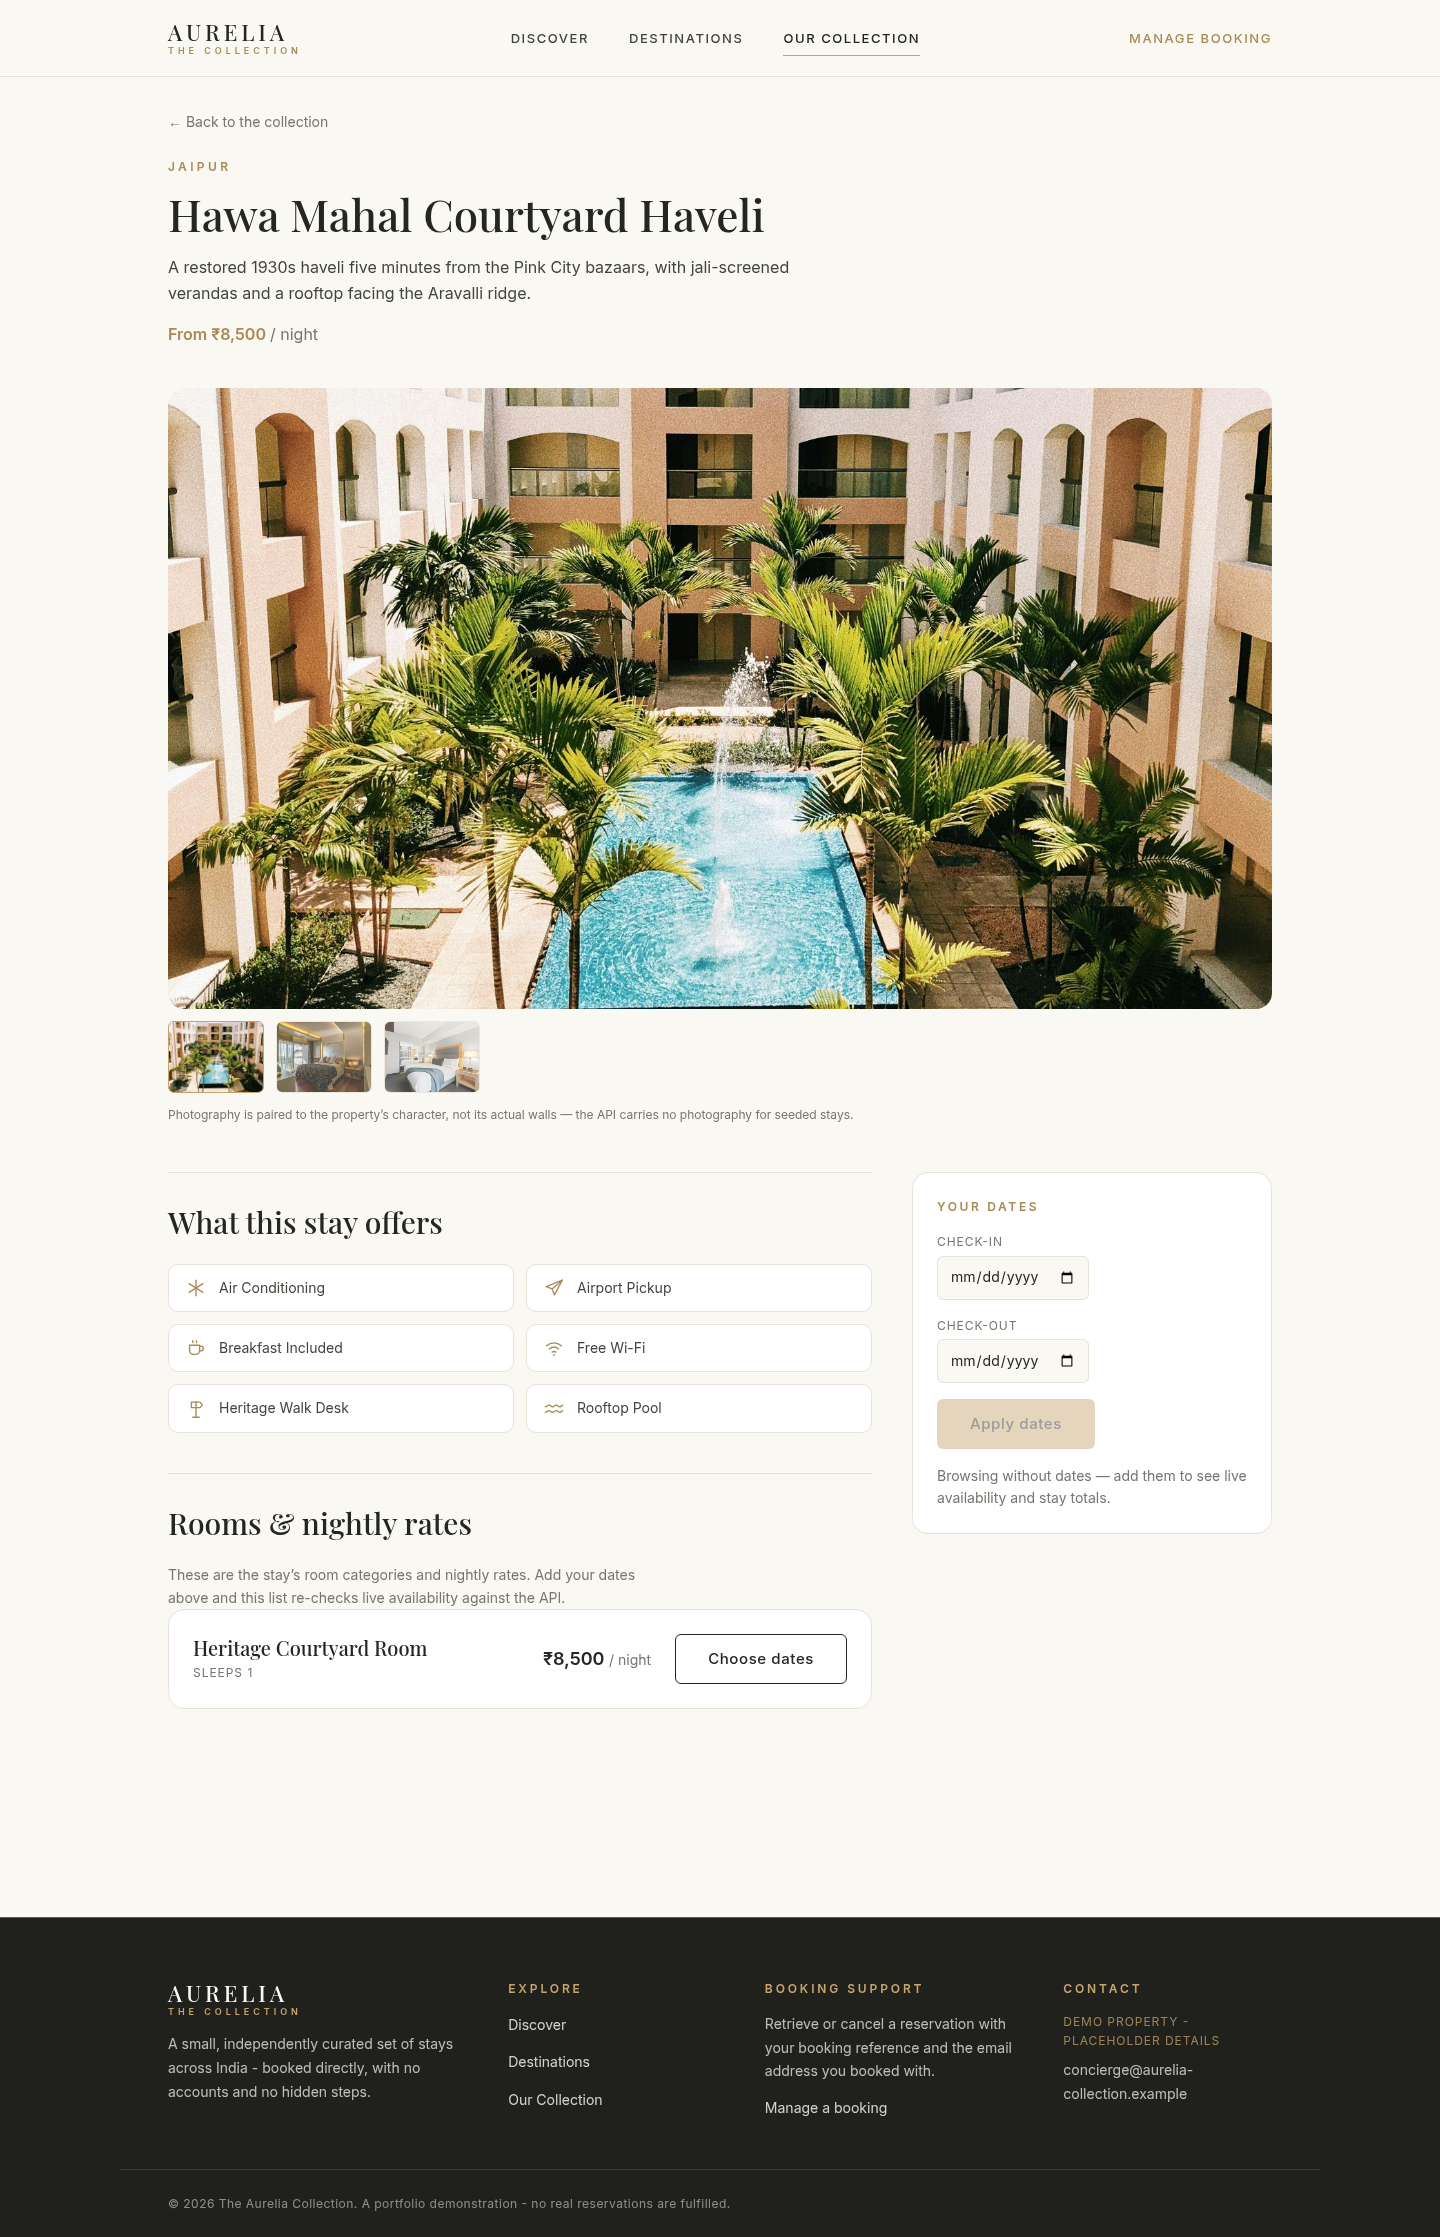 AURELIA
THE COLLECTION
DISCOVER
DESTINATIONS
OUR COLLECTION
MANAGE BOOKING
← Back to the collection
JAIPUR
Hawa Mahal Courtyard Haveli
A restored 1930s haveli five minutes from the Pink City bazaars, with jali-screened
verandas and a rooftop facing the Aravalli ridge.
From ₹8,500 / night
Photography is paired to the property’s character, not its actual walls — the API carries no photography for seeded stays.
What this stay offers
Air Conditioning
Airport Pickup
Breakfast Included
Free Wi-Fi
Heritage Walk Desk
Rooftop Pool
Rooms & nightly rates
These are the stay’s room categories and nightly rates. Add your dates
above and this list re-checks live availability against the API.
Heritage Courtyard Room
SLEEPS 1
₹8,500 / night
Choose dates
YOUR DATES
CHECK-IN
mm/dd/yyyy
CHECK-OUT
mm/dd/yyyy
Apply dates
Browsing without dates — add them to see live
availability and stay totals.
AURELIA
THE COLLECTION
A small, independently curated set of stays
across India - booked directly, with no
accounts and no hidden steps.
EXPLORE
Discover
Destinations
Our Collection
BOOKING SUPPORT
Retrieve or cancel a reservation with
your booking reference and the email
address you booked with.
Manage a booking
CONTACT
DEMO PROPERTY -
PLACEHOLDER DETAILS
concierge@aurelia-
collection.example
© 2026 The Aurelia Collection. A portfolio demonstration - no real reservations are fulfilled.